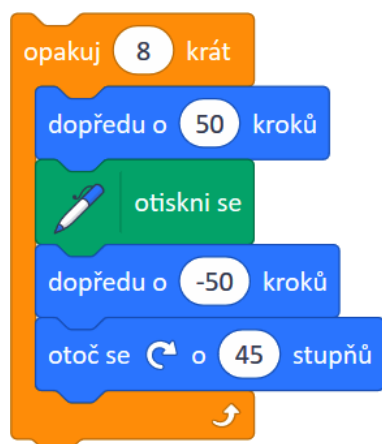 opakuj 8 krát
dopředu o 50 kroků
otiskni se
dopředu o -50 kroků
otoč se o 45 stupňů